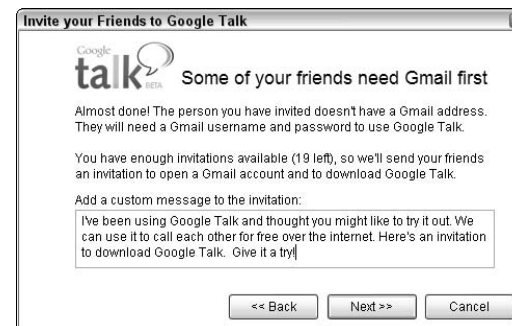 Invite your Friends to Google Talk
Google
talk
BETA
Some of your friends need Gmail first
Almost done! The person you have invited doesn't have a Gmail address.
They will need a Gmail username and password to use Google Talk.
You have enough invitations available (19 left), so we'll send your friends
an invitation to open a Gmail account and to download Google Talk.
Add a custom message to the invitation:
I've been using Google Talk and thought you might like to try it out. We
can use it to call each other for free over the internet. Here's an invitation
to download Google Talk.  Give it a try!
<< Back
Next >>
Cancel